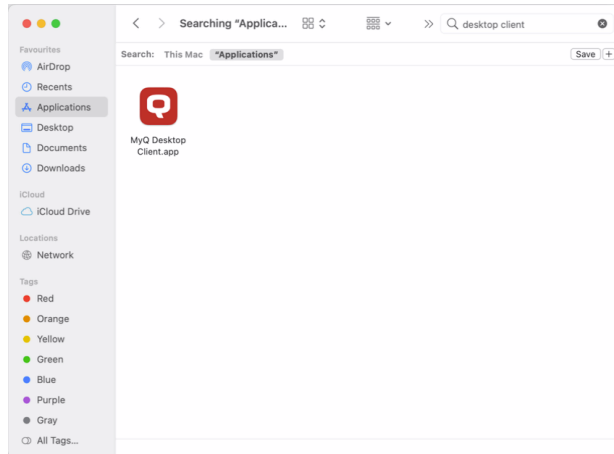 Searching “Applica...
desktop client
Favourites
AirDrop
Recents
Applications
Desktop
Documents
Downloads
iCloud
iCloud Drive
Locations
Network
Tags
Red
Orange
Yellow
Green
Blue
Purple
Gray
All Tags...
Search: This Mac “Applications” Save +
MyQ Desktop
Client.app